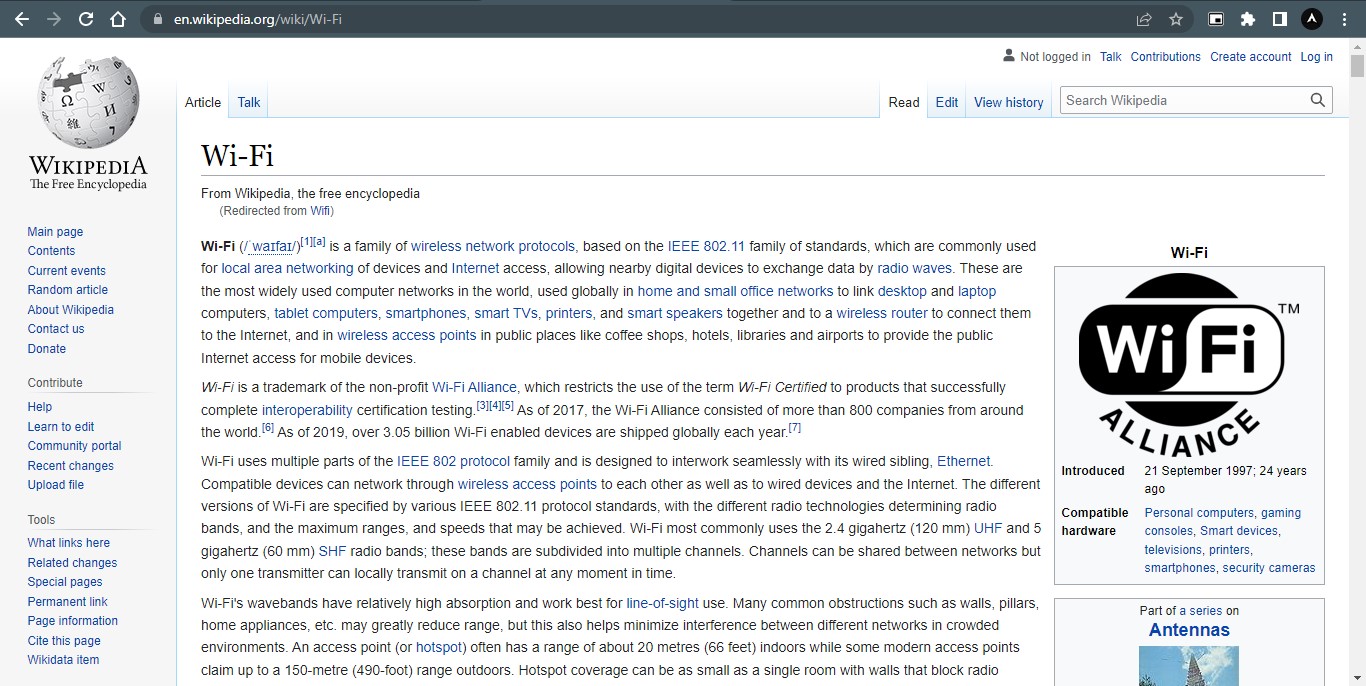 en.wikipedia.org/wiki/Wi-Fi
Not logged in Talk Contributions Create account Log in
Article Talk Read Edit View history Search Wikipedia
Ω W И 維 7
WIKIPEDIA
The Free Encyclopedia
Main page
Contents
Current events
Random article
About Wikipedia
Contact us
Donate
Contribute
Help
Learn to edit
Community portal
Recent changes
Upload file
Tools
What links here
Related changes
Special pages
Permanent link
Page information
Cite this page
Wikidata item
Wi-Fi
From Wikipedia, the free encyclopedia
(Redirected from Wifi)
Wi-Fi (/ˈwaɪfaɪ/)[1][a] is a family of wireless network protocols, based on the IEEE 802.11 family of standards, which are commonly used
for local area networking of devices and Internet access, allowing nearby digital devices to exchange data by radio waves. These are
the most widely used computer networks in the world, used globally in home and small office networks to link desktop and laptop
computers, tablet computers, smartphones, smart TVs, printers, and smart speakers together and to a wireless router to connect them
to the Internet, and in wireless access points in public places like coffee shops, hotels, libraries and airports to provide the public
Internet access for mobile devices.
Wi-Fi is a trademark of the non-profit Wi-Fi Alliance, which restricts the use of the term Wi-Fi Certified to products that successfully
complete interoperability certification testing.[3][4][5] As of 2017, the Wi-Fi Alliance consisted of more than 800 companies from around
the world.[6] As of 2019, over 3.05 billion Wi-Fi enabled devices are shipped globally each year.[7]
Wi-Fi uses multiple parts of the IEEE 802 protocol family and is designed to interwork seamlessly with its wired sibling, Ethernet.
Compatible devices can network through wireless access points to each other as well as to wired devices and the Internet. The different
versions of Wi-Fi are specified by various IEEE 802.11 protocol standards, with the different radio technologies determining radio
bands, and the maximum ranges, and speeds that may be achieved. Wi-Fi most commonly uses the 2.4 gigahertz (120 mm) UHF and 5
gigahertz (60 mm) SHF radio bands; these bands are subdivided into multiple channels. Channels can be shared between networks but
only one transmitter can locally transmit on a channel at any moment in time.
Wi-Fi's wavebands have relatively high absorption and work best for line-of-sight use. Many common obstructions such as walls, pillars,
home appliances, etc. may greatly reduce range, but this also helps minimize interference between different networks in crowded
environments. An access point (or hotspot) often has a range of about 20 metres (66 feet) indoors while some modern access points
claim up to a 150-metre (490-foot) range outdoors. Hotspot coverage can be as small as a single room with walls that block radio
Wi-Fi
Wi Fi TM
ALLIANCE
Introduced 21 September 1997; 24 years
ago
Compatible Personal computers, gaming
hardware consoles, Smart devices,
televisions, printers,
smartphones, security cameras
Part of a series on
Antennas